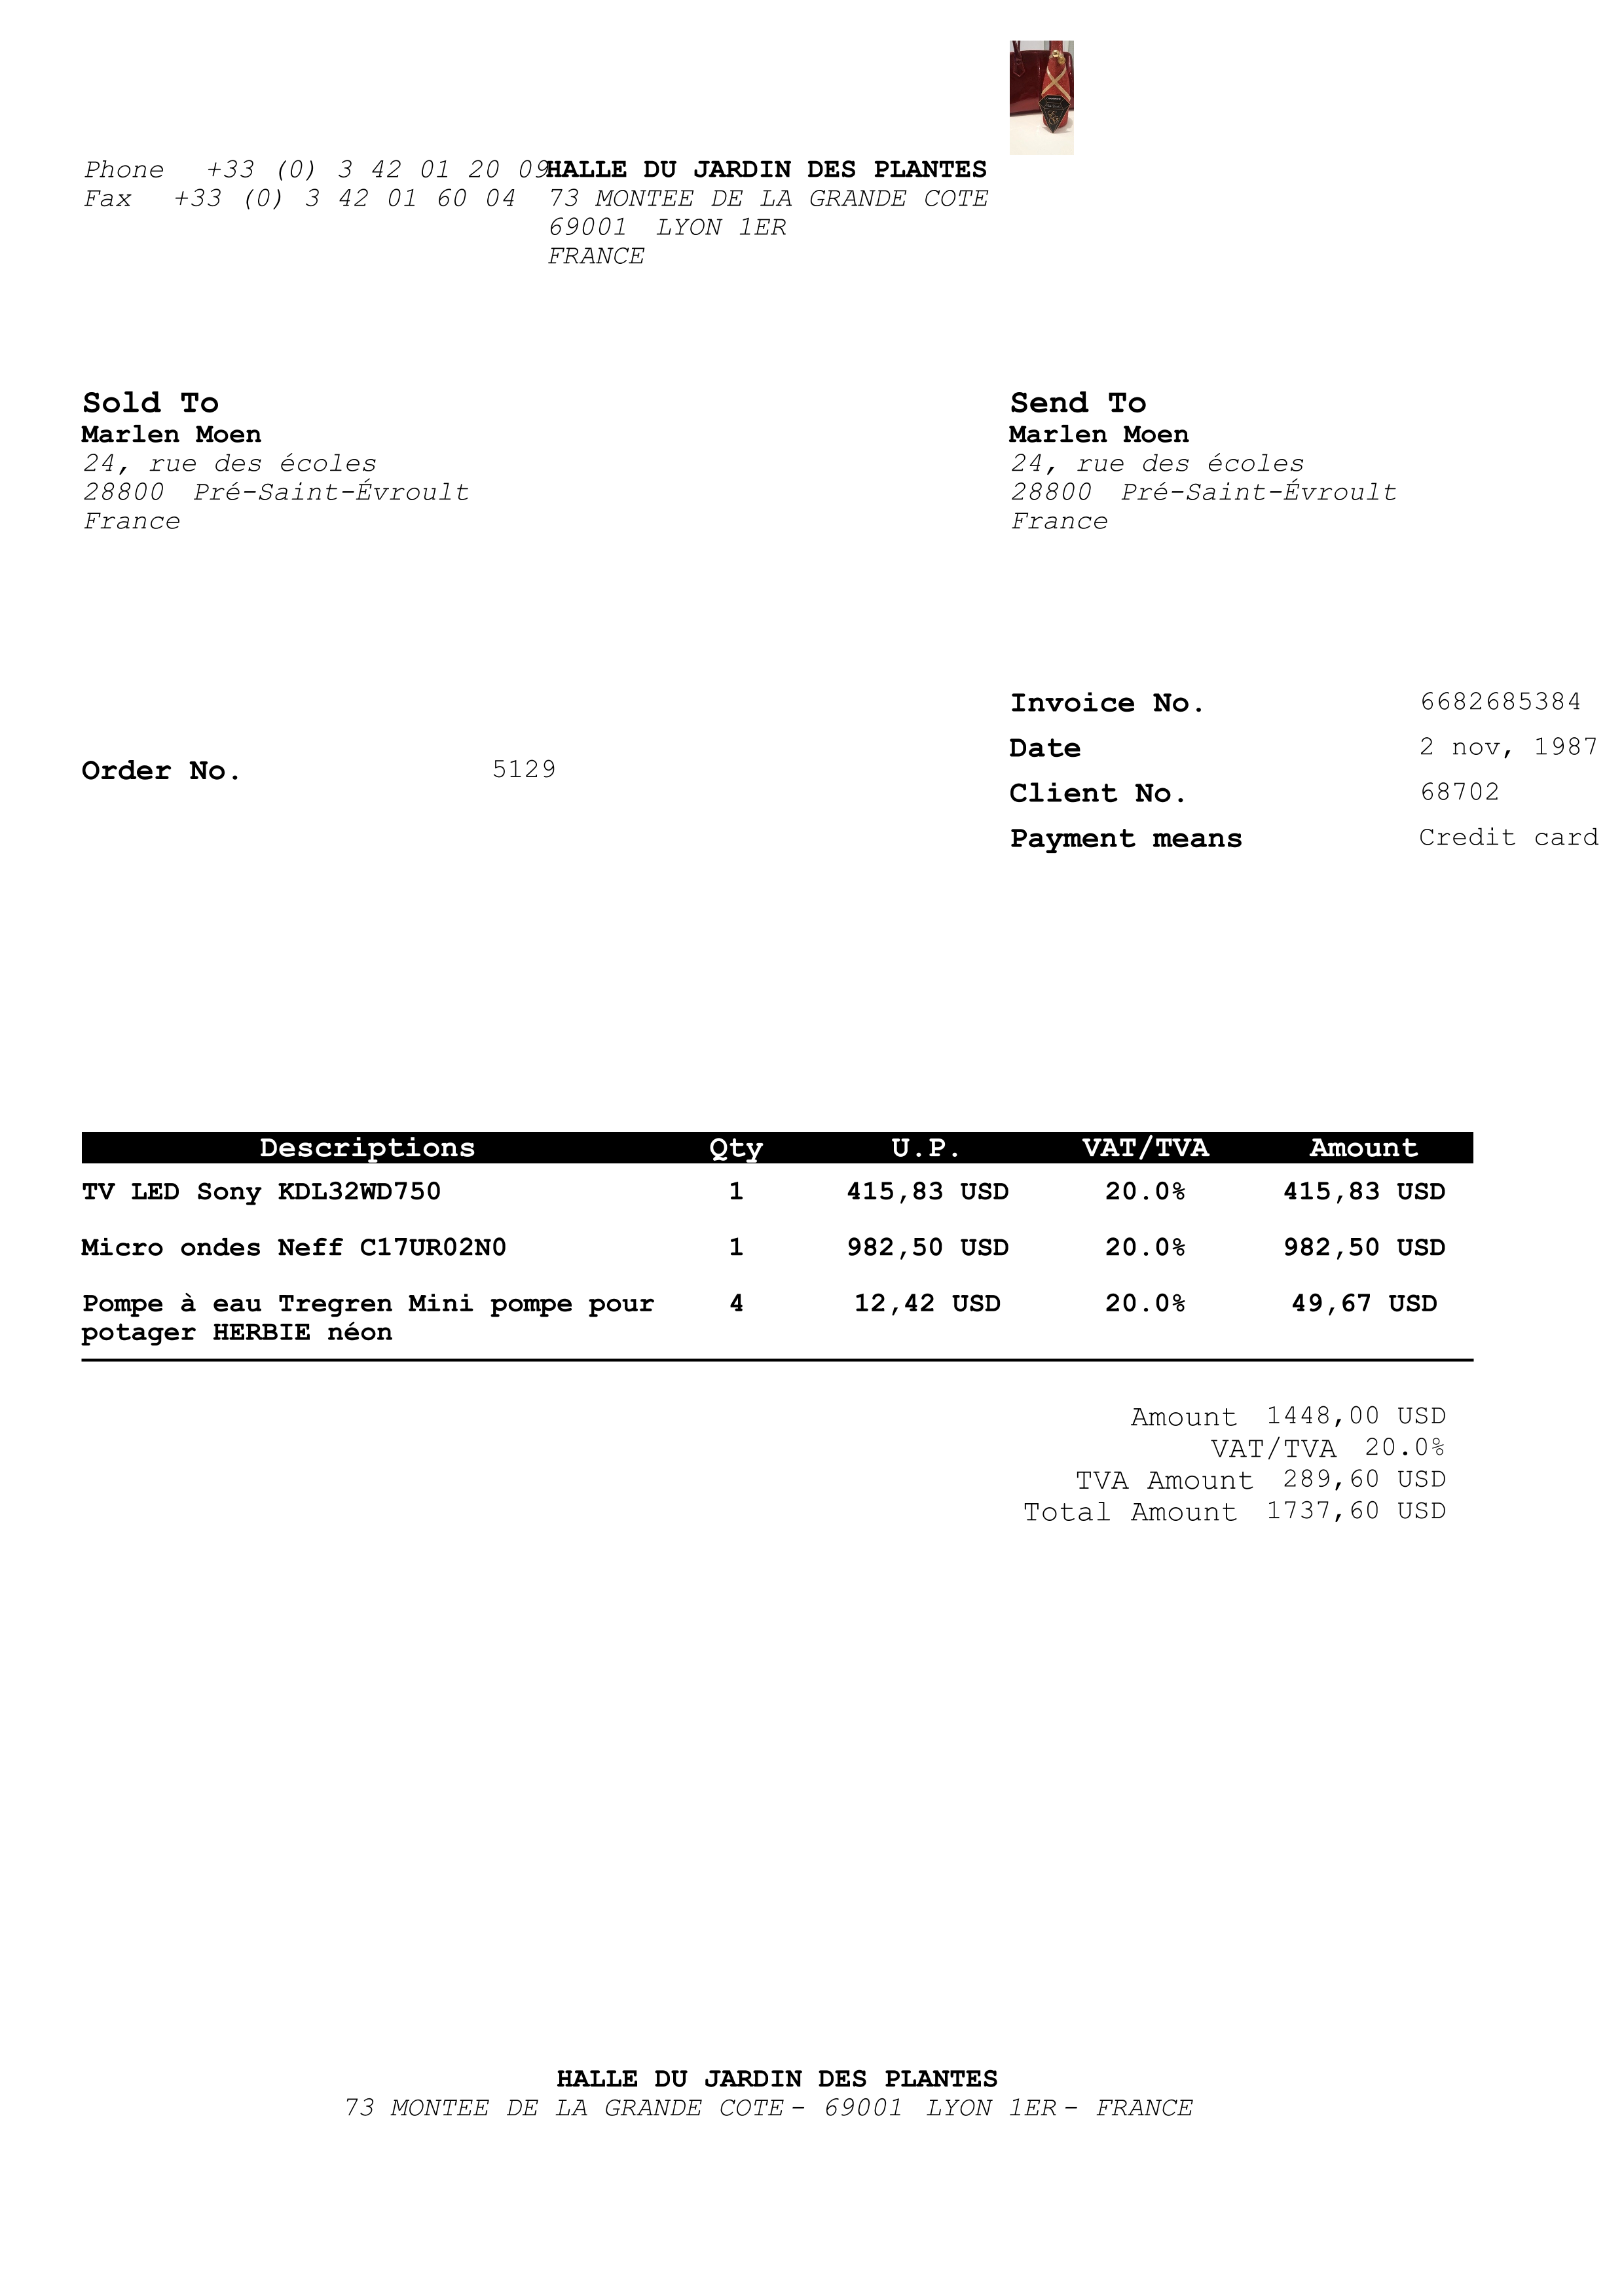 Phone +33 (0) 3 42 01 20 09
Fax +33 (0) 3 42 01 60 04
HALLE DU JARDIN DES PLANTES
73 MONTEE DE LA GRANDE COTE
69001 LYON 1ER
FRANCE
Sold To
Marlen Moen
24, rue des écoles
28800 Pré-Saint-Évroult
France
Send To
Marlen Moen
24, rue des écoles
28800 Pré-Saint-Évroult
France
Order No. 5129
Invoice No. 6682685384
Date 2 nov, 1987
Client No. 68702
Payment means Credit card
Descriptions Qty U.P. VAT/TVA Amount
TV LED Sony KDL32WD750 1 415,83 USD 20.0% 415,83 USD
Micro ondes Neff C17UR02N0 1 982,50 USD 20.0% 982,50 USD
Pompe à eau Tregren Mini pompe pour 4 12,42 USD 20.0% 49,67 USD
potager HERBIE néon
Amount 1448,00 USD
VAT/TVA 20.0%
TVA Amount 289,60 USD
Total Amount 1737,60 USD
HALLE DU JARDIN DES PLANTES
73 MONTEE DE LA GRANDE COTE - 69001 LYON 1ER - FRANCE